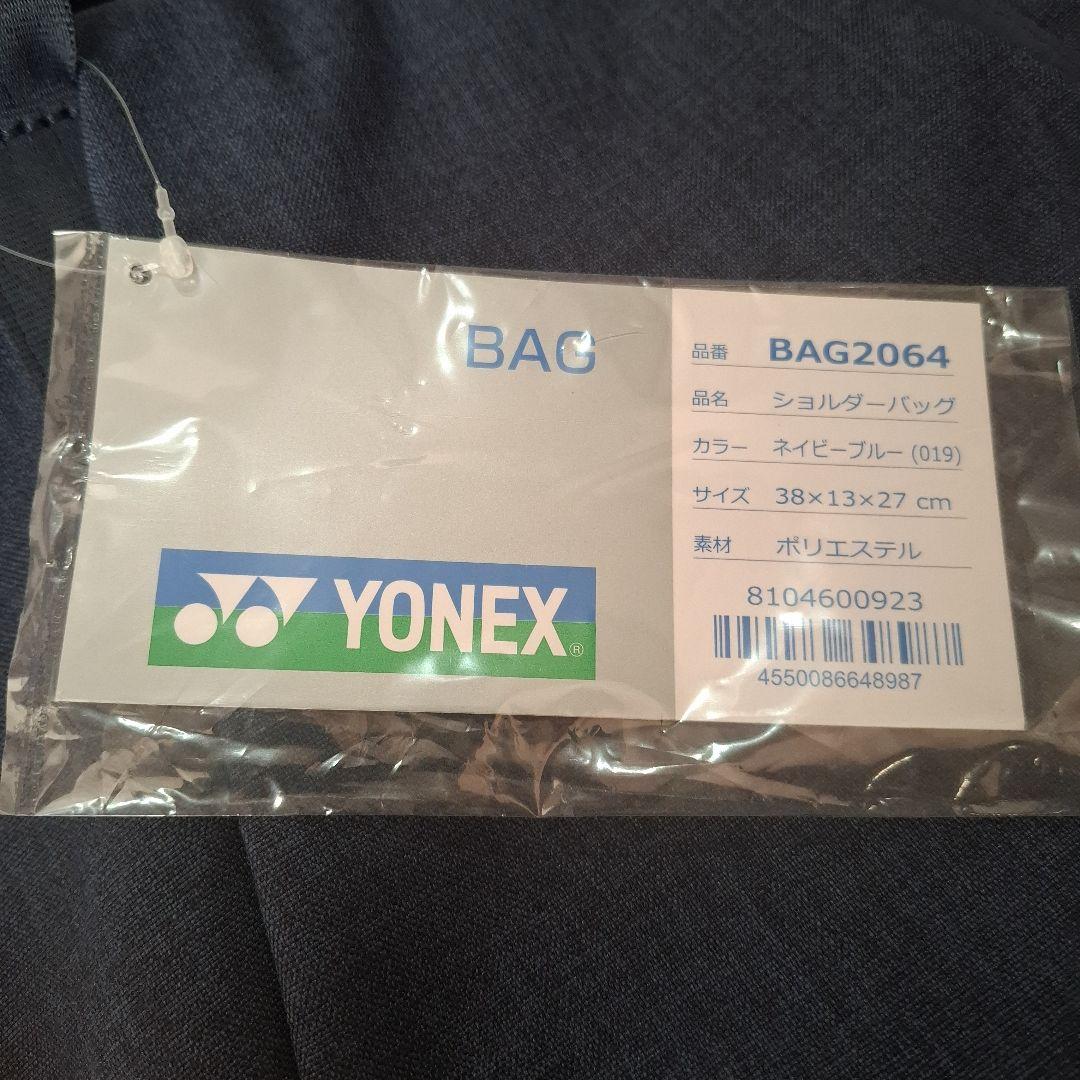 BAG
YONEX®
品番 BAG2064
品名 ショルダーバッグ
カラー ネイビーブルー (019)
サイズ 38×13×27 cm
素材 ポリエステル
8104600923
4550086648987